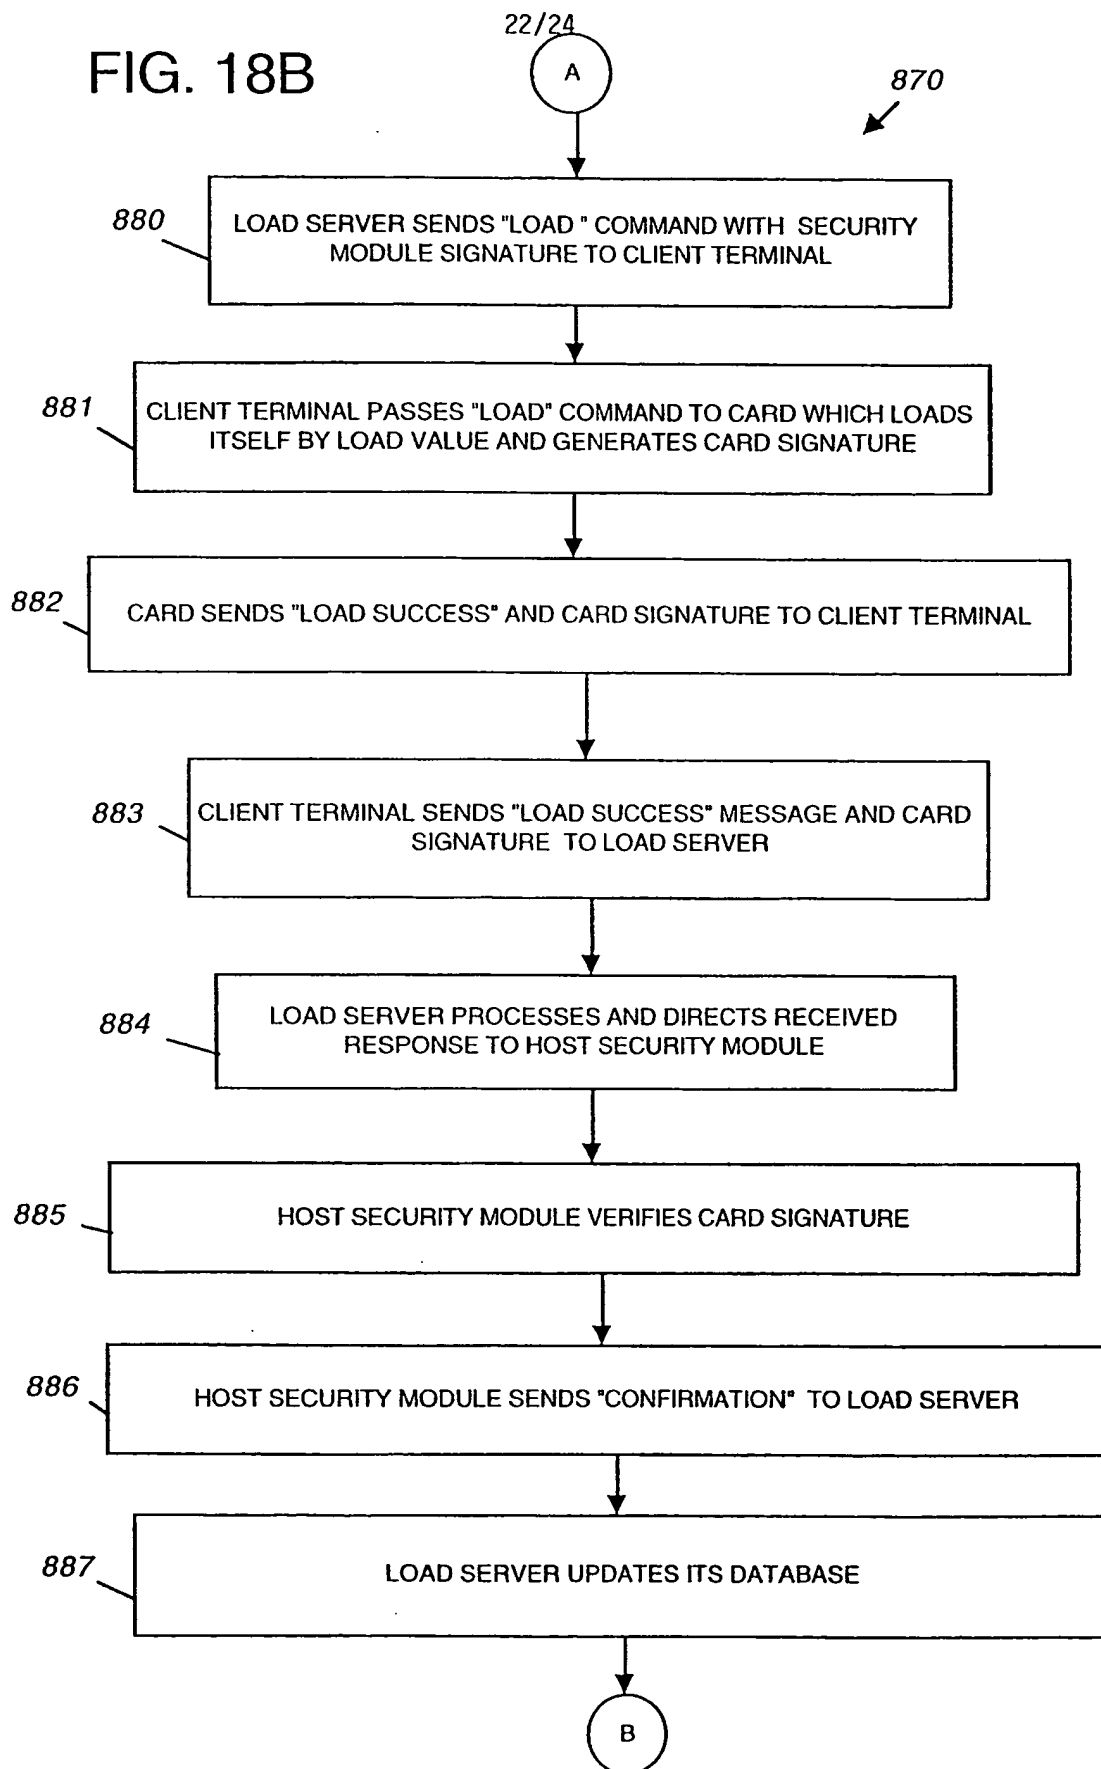 22/24
FIG. 18B
A
870
880
LOAD SERVER SENDS "LOAD " COMMAND WITH SECURITY
MODULE SIGNATURE TO CLIENT TERMINAL
881
CLIENT TERMINAL PASSES "LOAD" COMMAND TO CARD WHICH LOADS
ITSELF BY LOAD VALUE AND GENERATES CARD SIGNATURE
882
CARD SENDS "LOAD SUCCESS" AND CARD SIGNATURE TO CLIENT TERMINAL
883
CLIENT TERMINAL SENDS "LOAD SUCCESS" MESSAGE AND CARD
SIGNATURE TO LOAD SERVER
884
LOAD SERVER PROCESSES AND DIRECTS RECEIVED
RESPONSE TO HOST SECURITY MODULE
885
HOST SECURITY MODULE VERIFIES CARD SIGNATURE
886
HOST SECURITY MODULE SENDS "CONFIRMATION" TO LOAD SERVER
887
LOAD SERVER UPDATES ITS DATABASE
B